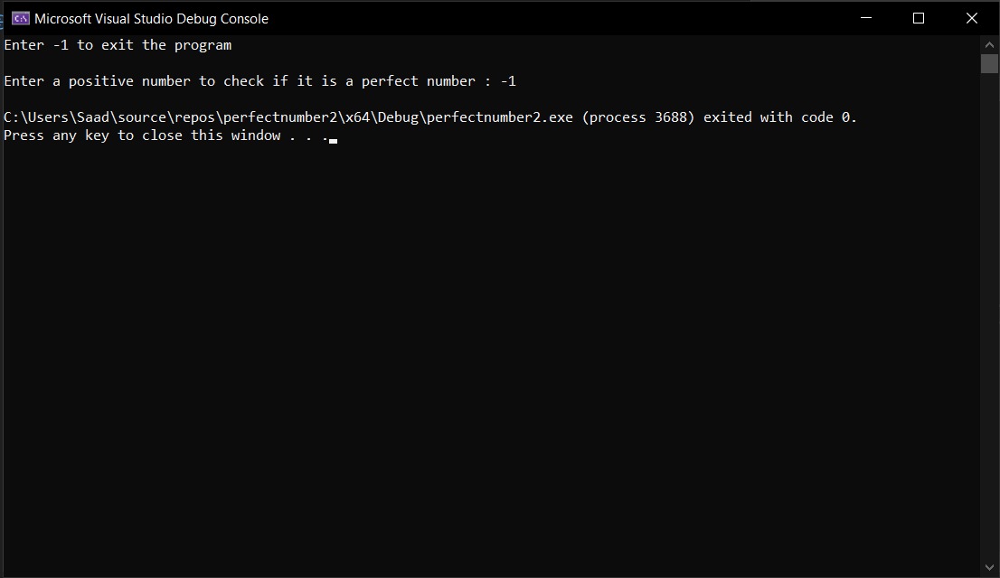 Microsoft Visual Studio Debug Console
Enter -1 to exit the program
Enter a positive number to check if it is a perfect number : -1
C:\Users\Saad\source\repos\perfectnumber2\x64\Debug\perfectnumber2.exe (process 3688) exited with code 0.
Press any key to close this window . . .